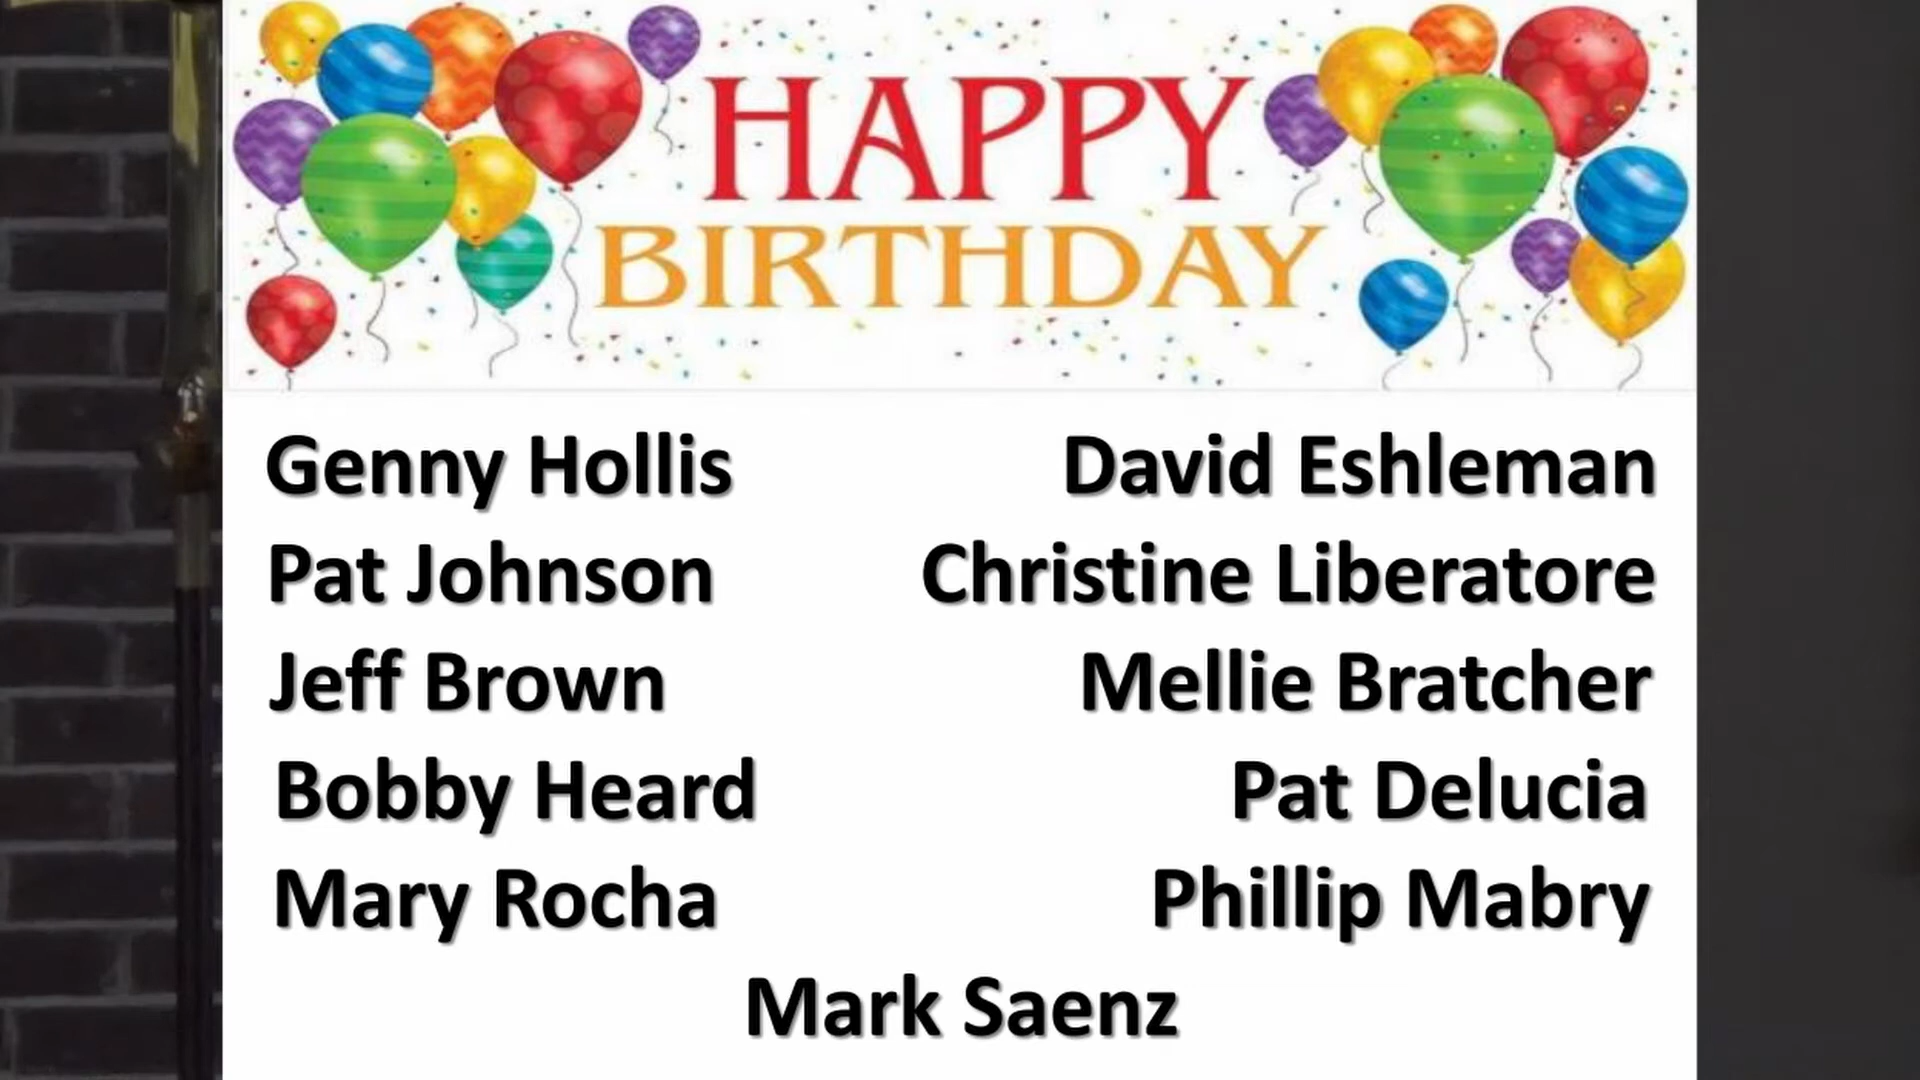 HAPPY
BIRTHDAY
Genny Hollis David Eshleman
Pat Johnson Christine Liberatore
Jeff Brown Mellie Bratcher
Bobby Heard Pat Delucia
Mary Rocha Phillip Mabry
Mark Saenz